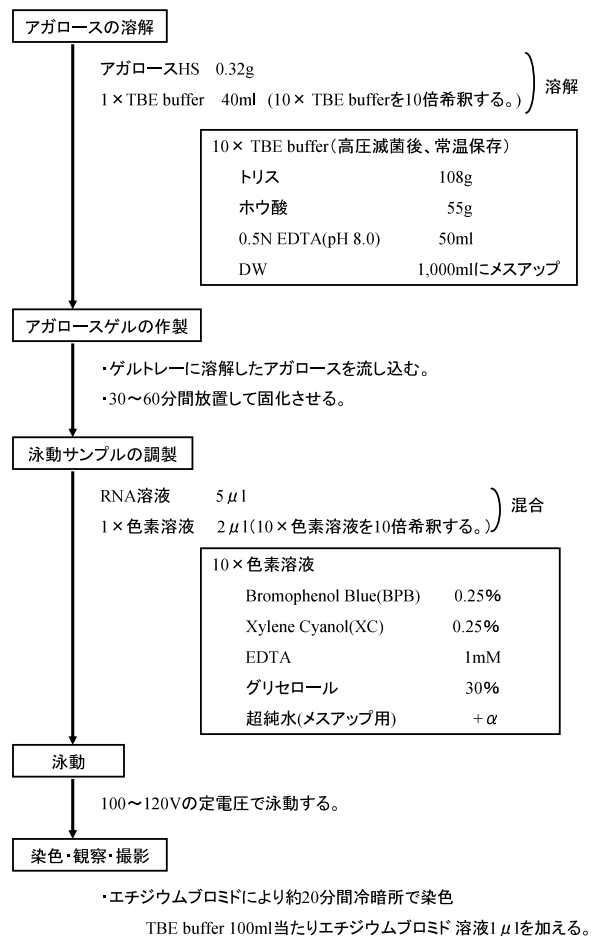 アガロースの溶解
アガロースHS 0.32g
1×TBE buffer 40ml (10× TBE bufferを10倍希釈する。)
溶解
10× TBE buffer(高圧滅菌後、常温保存)
トリス 108g
ホウ酸 55g
0.5N EDTA(pH 8.0) 50ml
DW 1,000mlにメスアップ
アガロースゲルの作製
・ゲルトレーに溶解したアガロースを流し込む。
・30～60分間放置して固化させる。
泳動サンプルの調製
RNA溶液 5μl
1×色素溶液 2μl(10×色素溶液を10倍希釈する。)
混合
10×色素溶液
Bromophenol Blue(BPB) 0.25%
Xylene Cyanol(XC) 0.25%
EDTA 1mM
グリセロール 30%
超純水(メスアップ用) +α
泳動
100～120Vの定電圧で泳動する。
染色・観察・撮影
・エチジウムブロミドにより約20分間冷暗所で染色
TBE buffer 100ml当たりエチジウムブロミド 溶液1μlを加える。